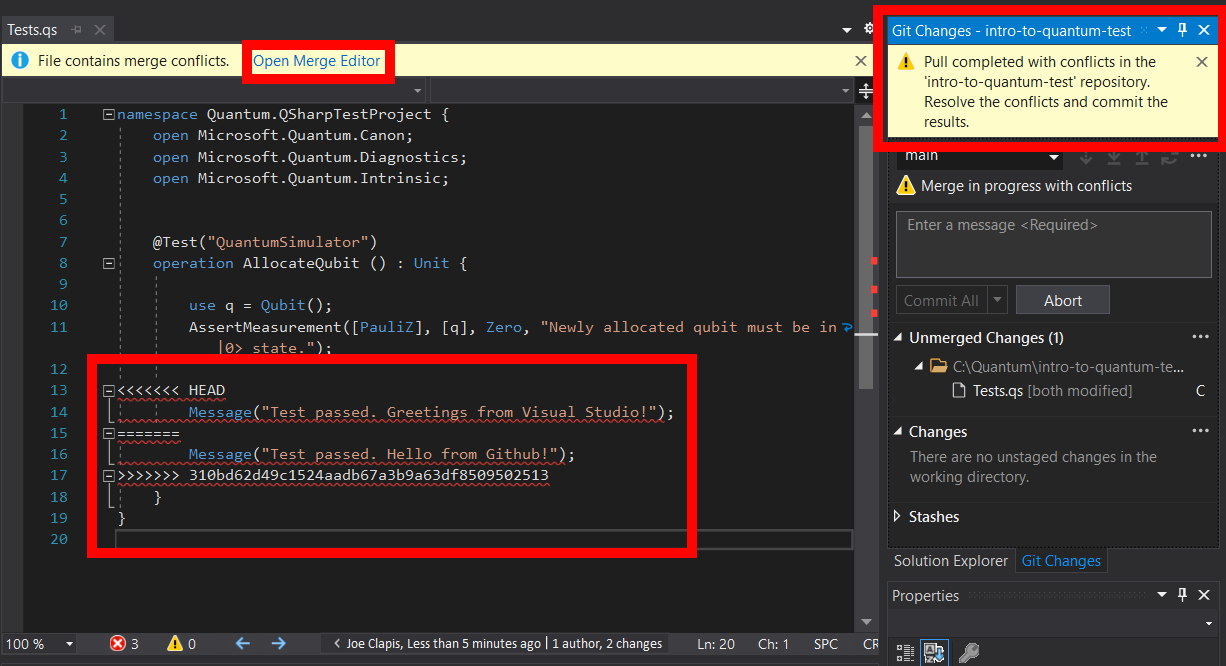 Tests.qs
File contains merge conflicts. Open Merge Editor
1 namespace Quantum.QSharpTestProject {
2 open Microsoft.Quantum.Canon;
3 open Microsoft.Quantum.Diagnostics;
4 open Microsoft.Quantum.Intrinsic;
5
6
7 @Test("QuantumSimulator")
8 operation AllocateQubit () : Unit {
9
10 use q = Qubit();
11 AssertMeasurement([PauliZ], [q], Zero, "Newly allocated qubit must be in
|0> state.");
12
13 <<<<<<< HEAD
14 Message("Test passed. Greetings from Visual Studio!");
15 =======
16 Message("Test passed. Hello from Github!");
17 >>>>>>> 310bd62d49c1524aadb67a3b9a63df8509502513
18 }
19 }
20
100 % 3 0 Joe Clapis, Less than 5 minutes ago | 1 author, 2 changes Ln: 20 Ch: 1 SPC CR
Git Changes - intro-to-quantum-test
Pull completed with conflicts in the
'intro-to-quantum-test' repository.
Resolve the conflicts and commit the
results.
main
Merge in progress with conflicts
Enter a message <Required>
Commit All Abort
Unmerged Changes (1)
C:\Quantum\intro-to-quantum-te...
Tests.qs [both modified] C
Changes
There are no unstaged changes in the
working directory.
Stashes
Solution Explorer Git Changes
Properties